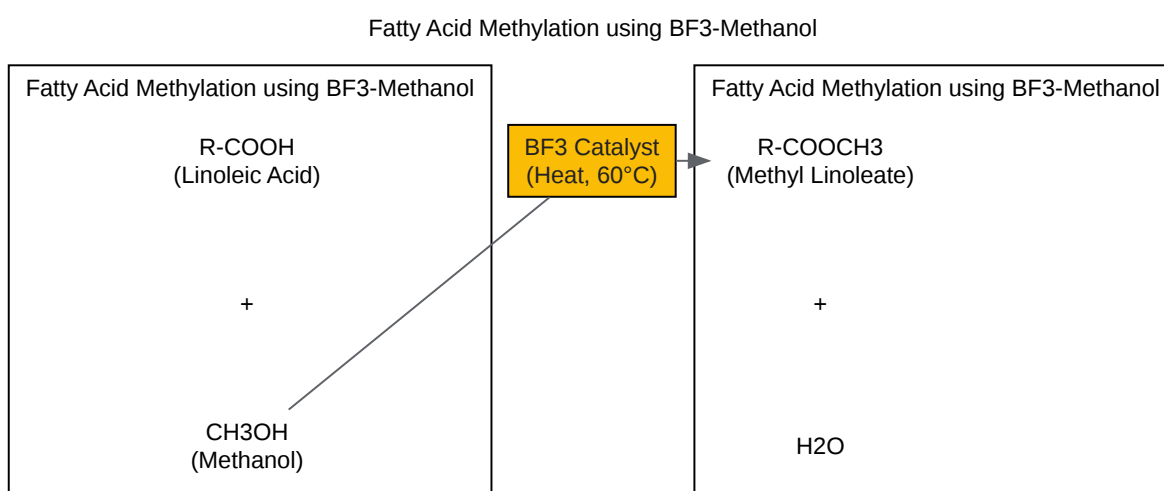 Fatty Acid Methylation using BF3-Methanol
Fatty Acid Methylation using BF3-Methanol
R-COOH
(Linoleic Acid)
+
CH3OH
(Methanol)
BF3 Catalyst
(Heat, 60°C)
Fatty Acid Methylation using BF3-Methanol
R-COOCH3
(Methyl Linoleate)
+
H2O